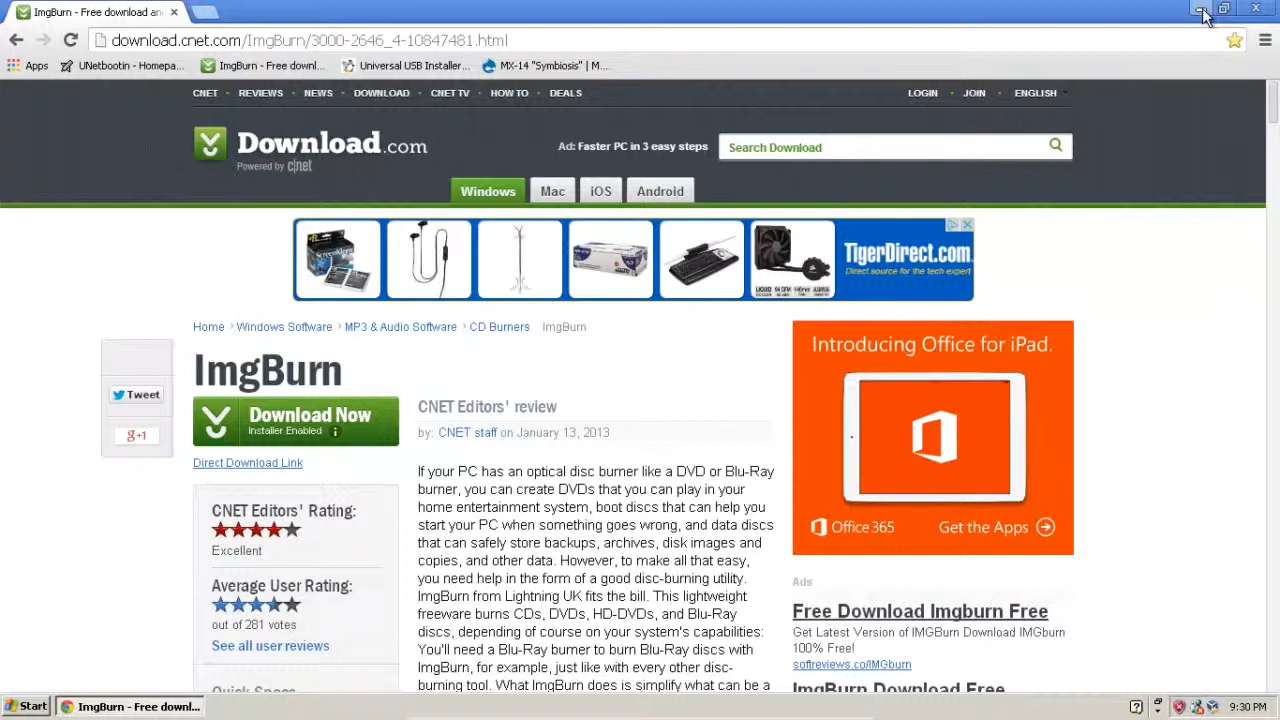 ImgBurn - Free download an
download.cnet.com/ImgBurn/3000-2646_4-10847481.html
Apps UNetbootin - Homepa... ImgBurn - Free downl... Universal USB Installer... MX-14 "Symbiosis" | M...
CNET REVIEWS NEWS DOWNLOAD CNET TV HOW TO DEALS LOGIN JOIN ENGLISH
Download.com
Powered by c|net
Ad: Faster PC in 3 easy steps
Search Download
Windows Mac iOS Android
TigerDirect.com
Direct source for the tech expert
Home Windows Software MP3 & Audio Software CD Burners ImgBurn
ImgBurn
Tweet
g+1
Download Now
Installer Enabled i
Direct Download Link
CNET Editors' Rating:
Excellent
Average User Rating:
out of 281 votes
See all user reviews
Quick Specs
CNET Editors' review
by: CNET staff on January 13, 2013
If your PC has an optical disc burner like a DVD or Blu-Ray
burner, you can create DVDs that you can play in your
home entertainment system, boot discs that can help you
start your PC when something goes wrong, and data discs
that can safely store backups, archives, disk images and
copies, and other data. However, to make all that easy,
you need help in the form of a good disc-burning utility.
ImgBurn from Lightning UK fits the bill. This lightweight
freeware burns CDs, DVDs, HD-DVDs, and Blu-Ray
discs, depending of course on your system's capabilities:
You'll need a Blu-Ray burner to burn Blu-Ray discs with
ImgBurn, for example, just like with every other disc-
burning tool. What ImgBurn does is simplify what can be a
Introducing Office for iPad.
Office 365 Get the Apps
Ads
Free Download Imgburn Free
Get Latest Version of IMGBurn Download IMGburn
100% Free!
softreviews.co/IMGburn
ImgBurn Download Free
Start ImgBurn - Free downl... 9:30 PM